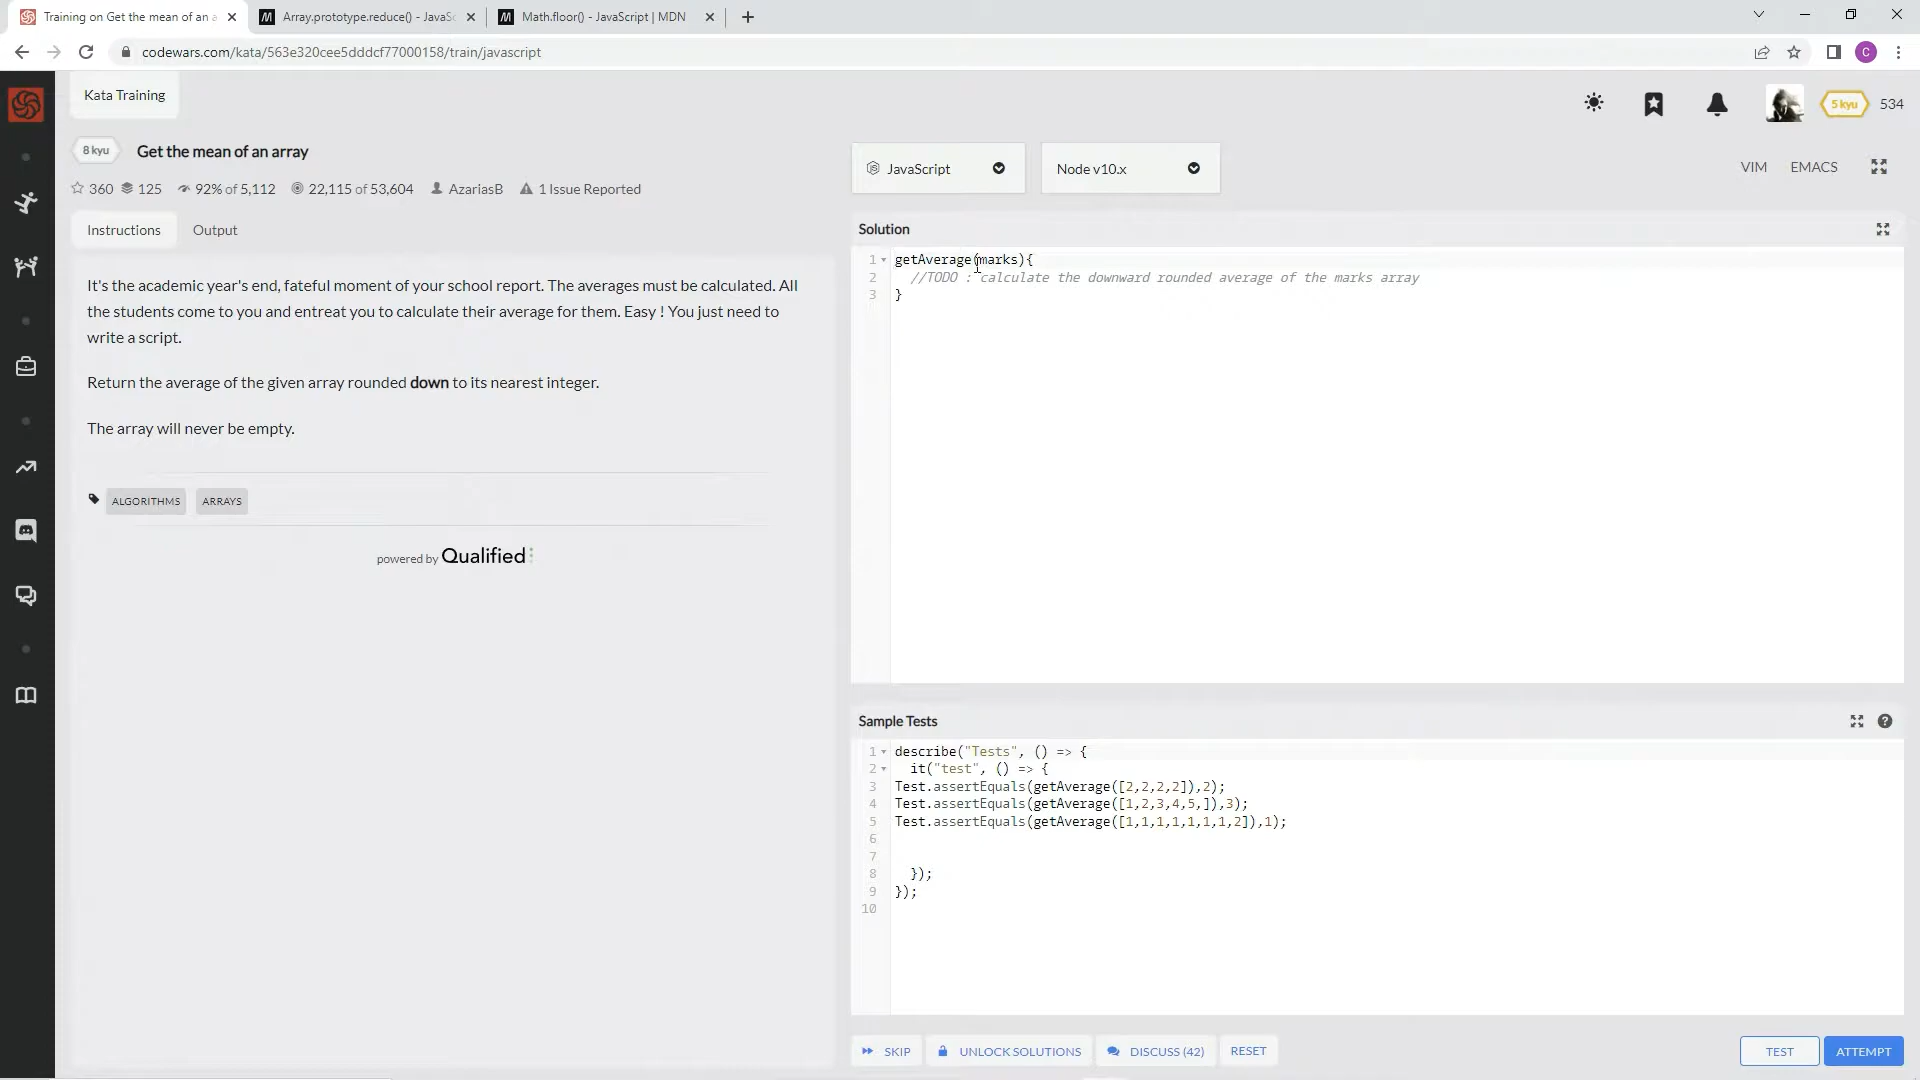 Training on Get the mean of an a
Array.prototype.reduce() - JavaSc
Math.floor() - JavaScript | MDN
codewars.com/kata/563e320cee5dddcf77000158/train/javascript
C
Kata Training
5 kyu
534
8 kyu
Get the mean of an array
360
125
92% of 5,112
22,115 of 53,604
AzariasB
1 Issue Reported
JavaScript
Node v10.x
VIM
EMACS
Instructions
Output
It's the academic year's end, fateful moment of your school report. The averages must be calculated. All
the students come to you and entreat you to calculate their average for them. Easy ! You just need to
write a script.
Return the average of the given array rounded down to its nearest integer.
The array will never be empty.
ALGORITHMS
ARRAYS
powered by Qualified
Solution
1 getAverage(marks){
2 //TODO : calculate the downward rounded average of the marks array
3 }
Sample Tests
1 describe("Tests", () => {
2 it("test", () => {
3 Test.assertEquals(getAverage([2,2,2,2]),2);
4 Test.assertEquals(getAverage([1,2,3,4,5,]),3);
5 Test.assertEquals(getAverage([1,1,1,1,1,1,1,2]),1);
6
7
8 });
9 });
10
SKIP
UNLOCK SOLUTIONS
DISCUSS (42)
RESET
TEST
ATTEMPT